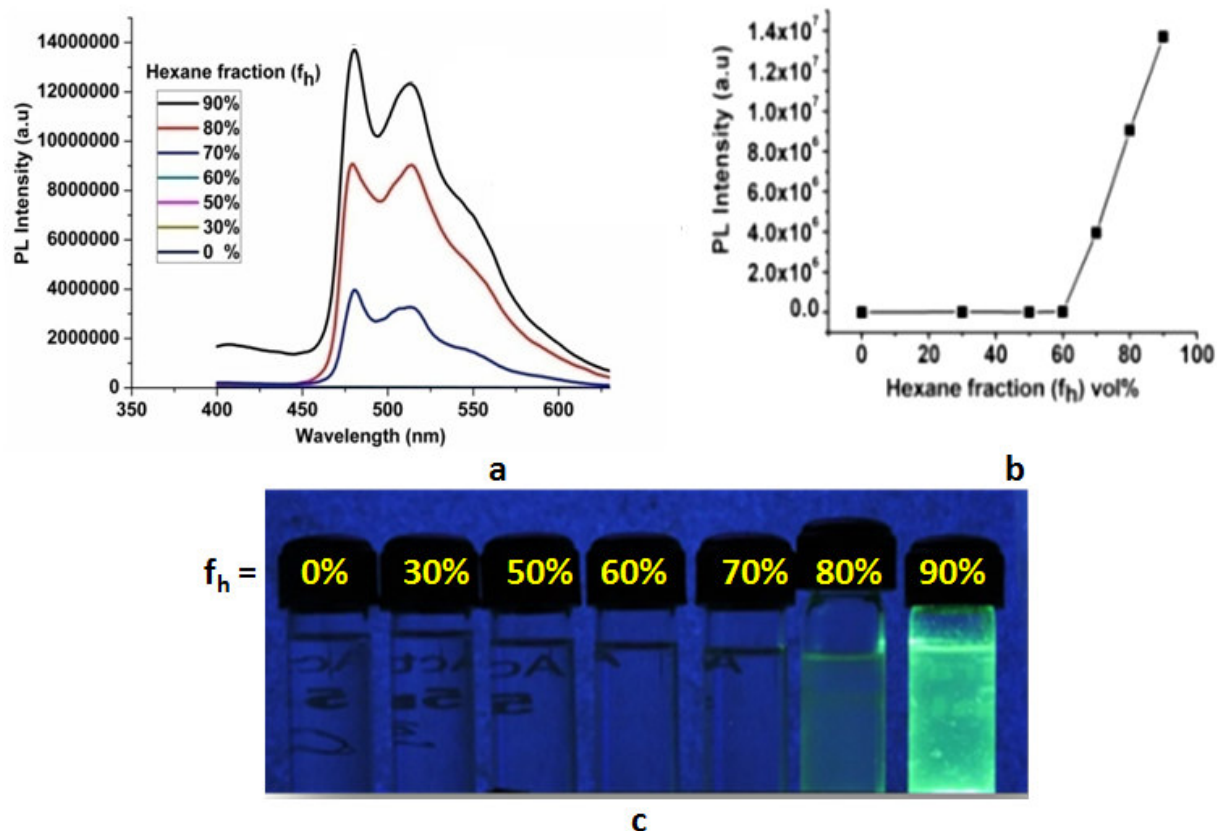 14000000
12000000
10000000
8000000
6000000
4000000
2000000
0
PL Intensity (a.u)
Hexane fraction (fh)
90%
80%
70%
60%
50%
30%
0 %
350 400 450 500 550 600
Wavelength (nm)
a
1.4x10⁷
1.2x10⁷
1.0x10⁷
8.0x10⁶
6.0x10⁶
4.0x10⁶
2.0x10⁶
0.0
PL Intensity (a.u)
0 20 40 60 80 100
Hexane fraction (fh) vol%
b
fh = 0% 30% 50% 60% 70% 80% 90%
c